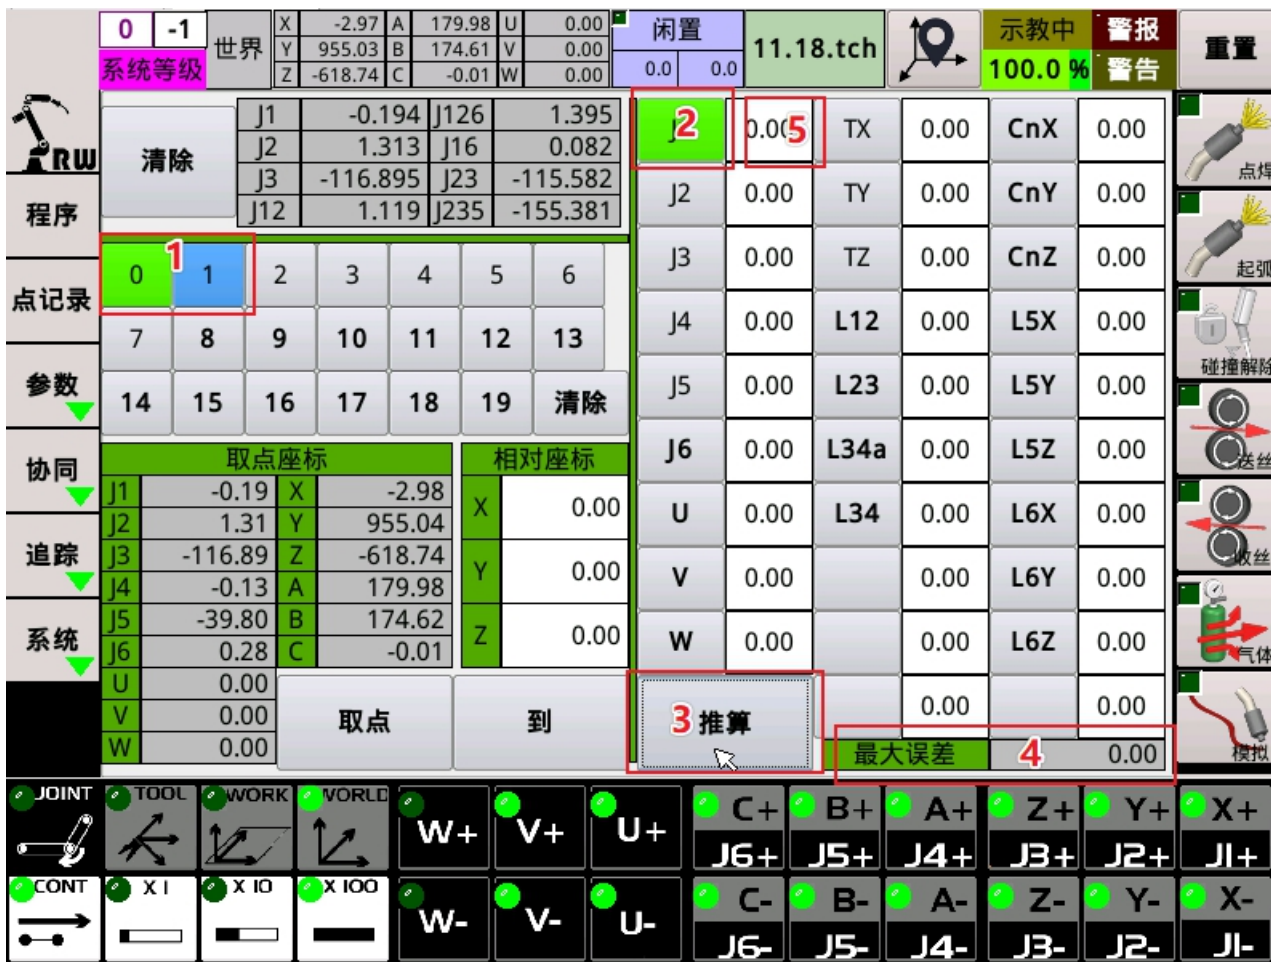 0 -1 世界 X -2.97 A 179.98 U 0.00 闲置 11.18.tch 示教中 警报 重置
系统等级 Y 955.03 B 174.61 V 0.00 0.0 0.0 100.0 % 警告
Z -618.74 C -0.01 W 0.00
RW
程序
点记录
参数
协同
追踪
系统
清除
J1 -0.194 J126 1.395
J2 1.313 J16 0.082
J3 -116.895 J23 -115.582
J12 1.119 J235 -155.381
1
0 1 2 3 4 5 6
7 8 9 10 11 12 13
14 15 16 17 18 19 清除
取点座标
J1 -0.19 X -2.98
J2 1.31 Y 955.04
J3 -116.89 Z -618.74
J4 -0.13 A 179.98
J5 -39.80 B 174.62
J6 0.28 C -0.01
U 0.00
V 0.00
W 0.00
相对座标
X 0.00
Y 0.00
Z 0.00
取点 到
2 0.00 5 TX 0.00 CnX 0.00
J2 0.00 TY 0.00 CnY 0.00
J3 0.00 TZ 0.00 CnZ 0.00
J4 0.00 L12 0.00 L5X 0.00
J5 0.00 L23 0.00 L5Y 0.00
J6 0.00 L34a 0.00 L5Z 0.00
U 0.00 L34 0.00 L6X 0.00
V 0.00 0.00 L6Y 0.00
W 0.00 0.00 L6Z 0.00
3 推算 0.00 0.00
最大误差 4 0.00
点焊
起弧
碰撞解除
送丝
收丝
气体
模拟
JOINT TOOL WORK WORLD W+ V+ U+ C+ B+ A+ Z+ Y+ X+
J6+ J5+ J4+ J3+ J2+ J1+
CONT X 1 X 10 X 100 W- V- U- C- B- A- Z- Y- X-
J6- J5- J4- J3- J2- J1-